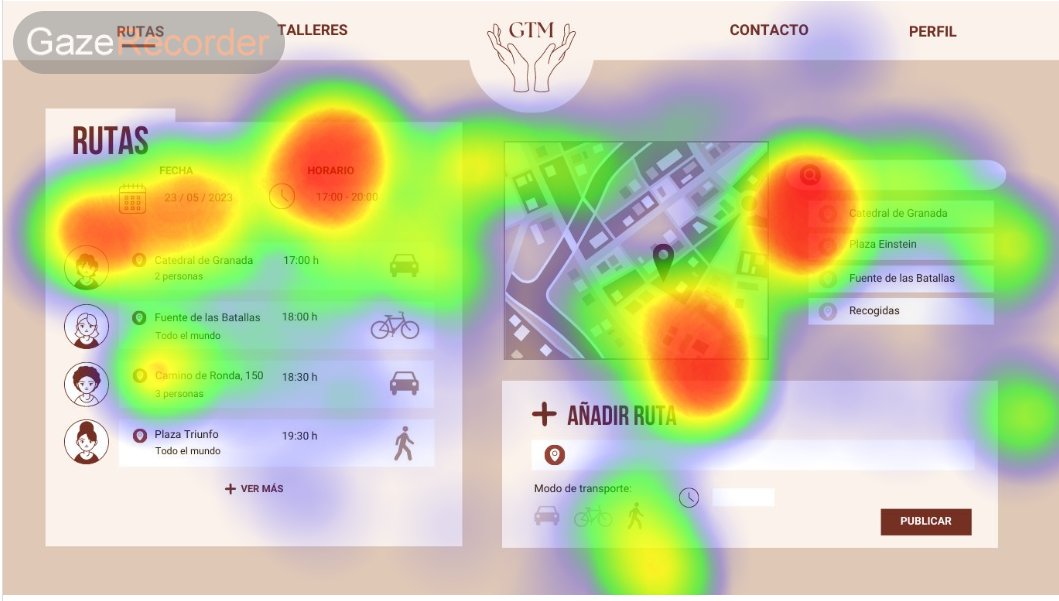 GazeRecorder
RUTAS
TALLERES
GTM
CONTACTO
PERFIL
RUTAS
FECHA
HORARIO
23 / 05 / 2023
17:00 - 20:00
Catedral de Granada
17:00 h
2 personas
Fuente de las Batallas
18:00 h
Todo el mundo
Camino de Ronda, 150
18:30 h
3 personas
Plaza Triunfo
19:30 h
Todo el mundo
VER MÁS
Catedral de Granada
Plaza Einstein
Fuente de las Batallas
Recogidas
AÑADIR RUTA
Modo de transporte:
PUBLICAR